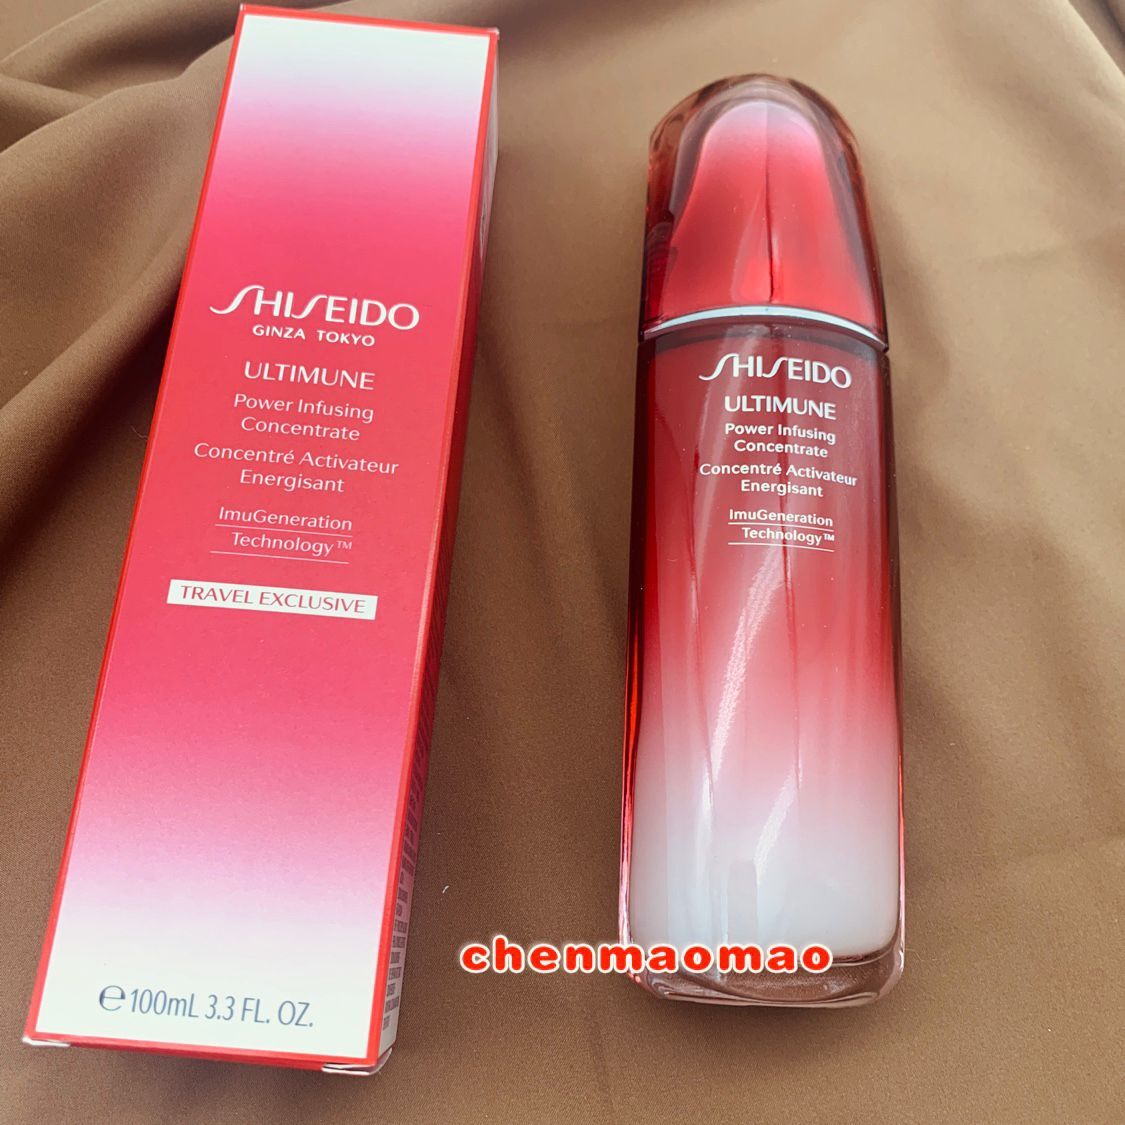 SHISEIDO
GINZA TOKYO
ULTIMUNE
Power Infusing
Concentrate
Concentré Activateur
Energisant
ImuGeneration
Technology™
TRAVEL EXCLUSIVE
℮100mL 3.3 FL. OZ.
SHISEIDO
ULTIMUNE
Power Infusing
Concentrate
Concentré Activateur
Energisant
ImuGeneration
Technology™
chenmaomao